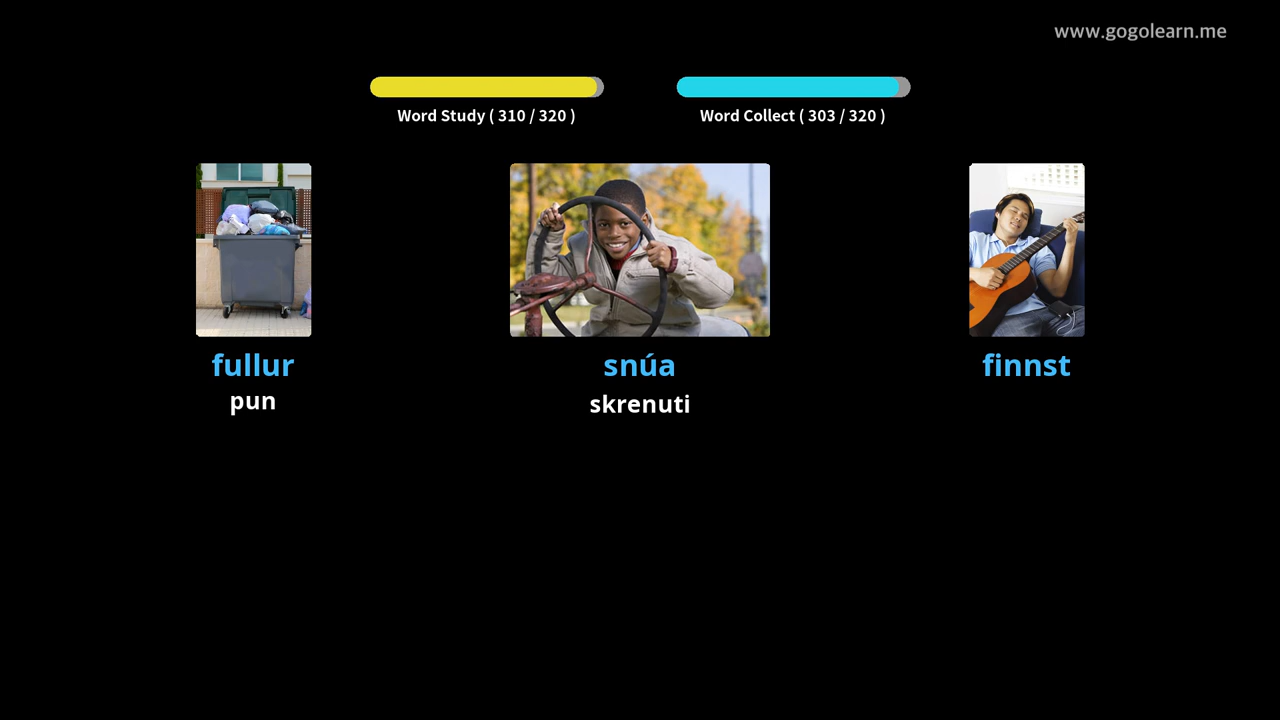 www.gogolearn.me
Word Study ( 310 / 320 )
Word Collect ( 303 / 320 )
fullur
pun
snúa
skrenuti
finnst